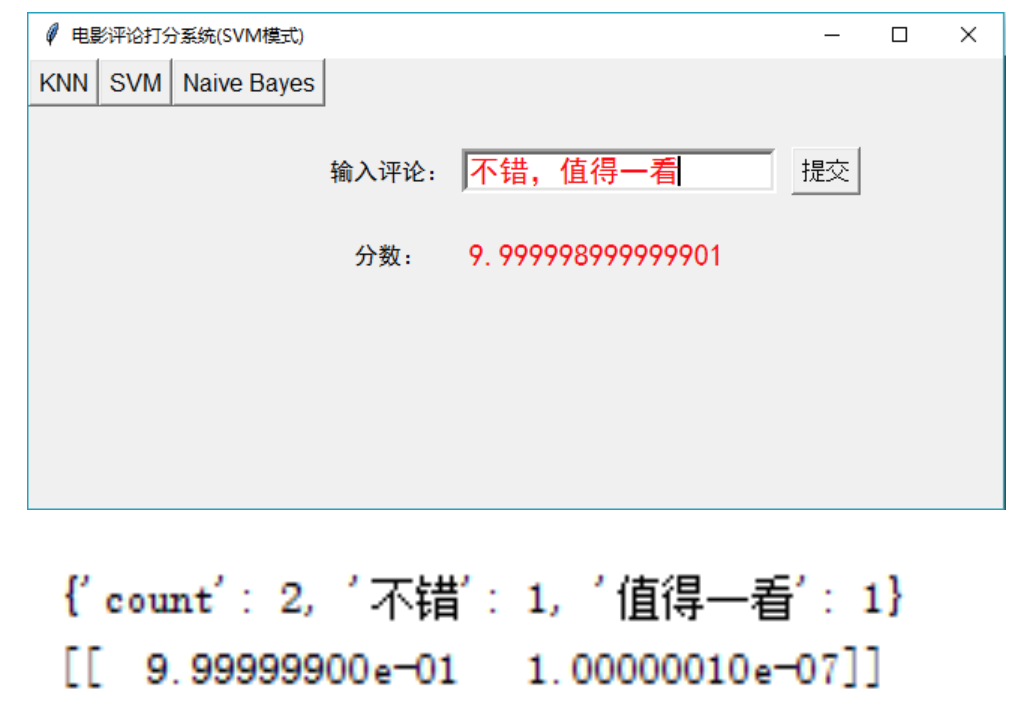 电影评论打分系统(SVM模式)
KNN SVM Naive Bayes
输入评论： 不错，值得一看 提交
分数： 9.999998999999901
{'count': 2, '不错': 1, '值得一看': 1}
[[ 9.99999900e-01 1.00000010e-07]]